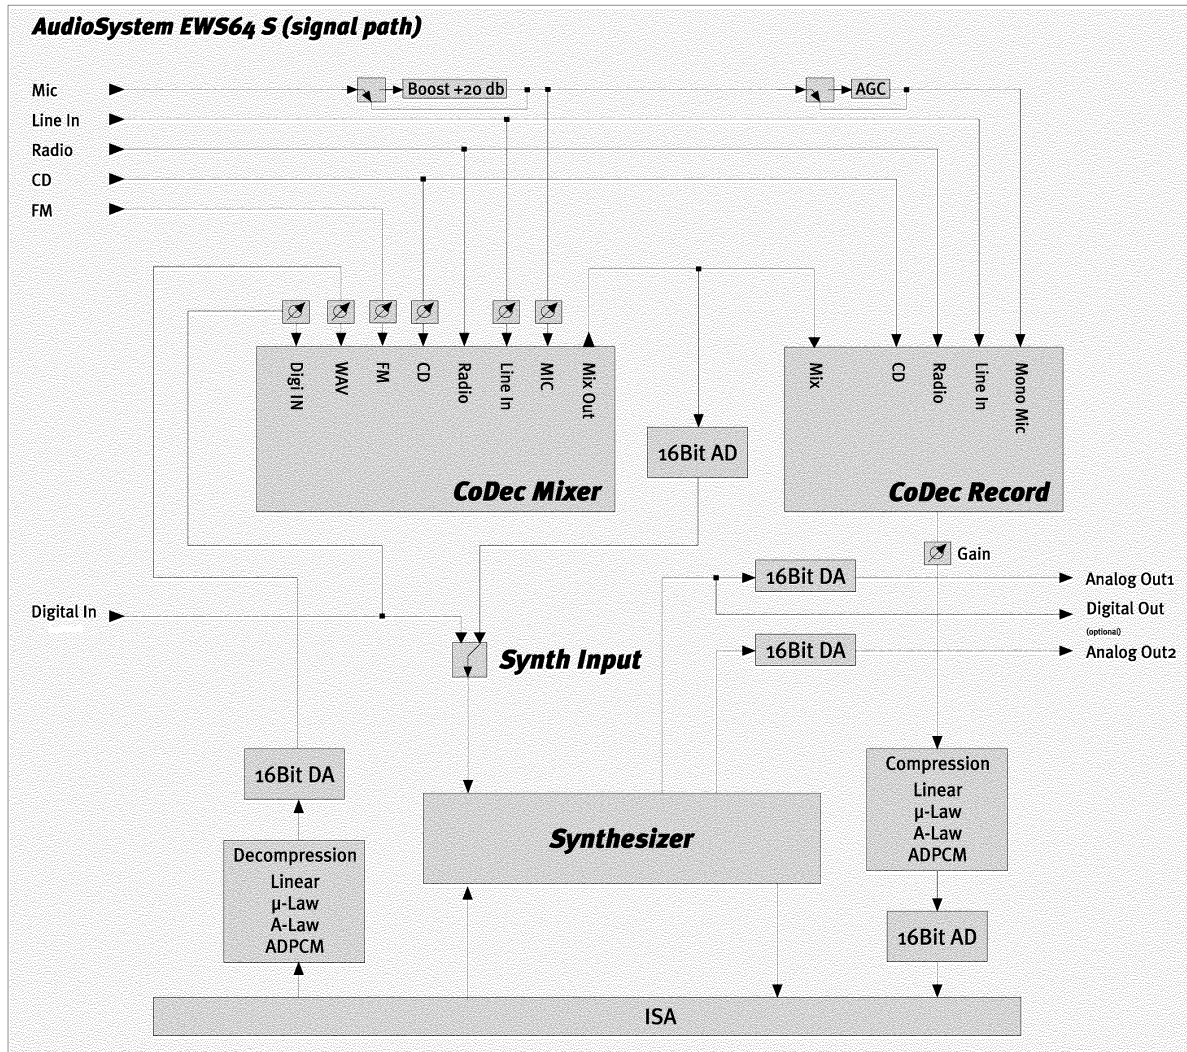 AudioSystem EWS64 S (signal path)
Mic
Boost +20 db
AGC
Line In
Radio
CD
FM
Digi IN
WAV
FM
CD
Radio
Line In
MIC
Mix Out
CoDec Mixer
16Bit AD
Mix
CD
Radio
Line In
Mono Mic
CoDec Record
Gain
16Bit DA
Analog Out1
Digital Out
(optional)
16Bit DA
Analog Out2
Digital In
Synth Input
16Bit DA
Synthesizer
Compression
Linear
µ-Law
A-Law
ADPCM
Decompression
Linear
µ-Law
A-Law
ADPCM
16Bit AD
ISA